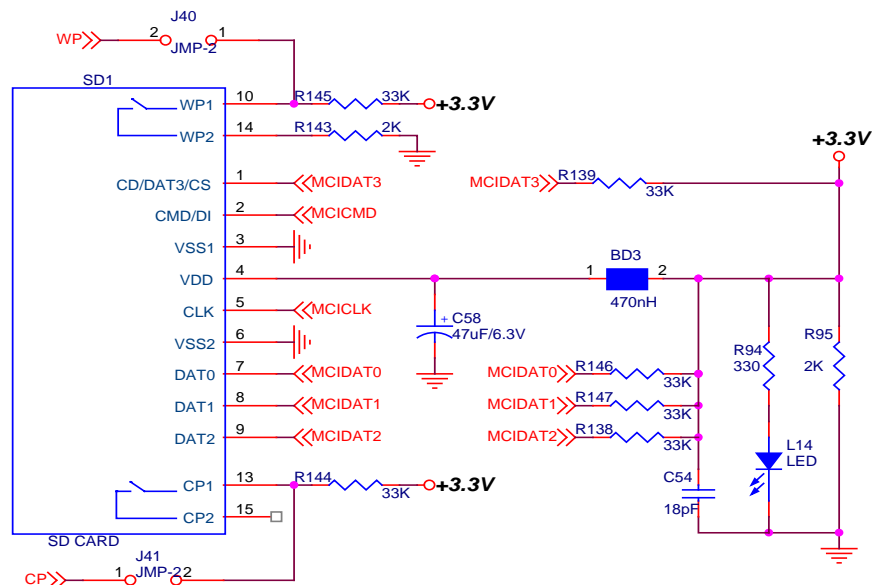 J40
WP 2 1
JMP-2
SD1
WP1 10 R145 33K +3.3V
WP2 14 R143 2K
+3.3V
CD/DAT3/CS 1 MCIDAT3 MCIDAT3 R139 33K
CMD/DI 2 MCICMD
VSS1 3
BD3
VDD 4 1 2
470nH
CLK 5 MCICLK
C58
+
47uF/6.3V
VSS2 6
R94
330
R95
2K
DAT0 7 MCIDAT0 MCIDAT0 R146 33K
DAT1 8 MCIDAT1 MCIDAT1 R147 33K
DAT2 9 MCIDAT2 MCIDAT2 R138 33K
L14
LED
CP1 13 R144 33K +3.3V
C54
18pF
CP2 15
SD CARD
J41
CP 1 JMP-2 2